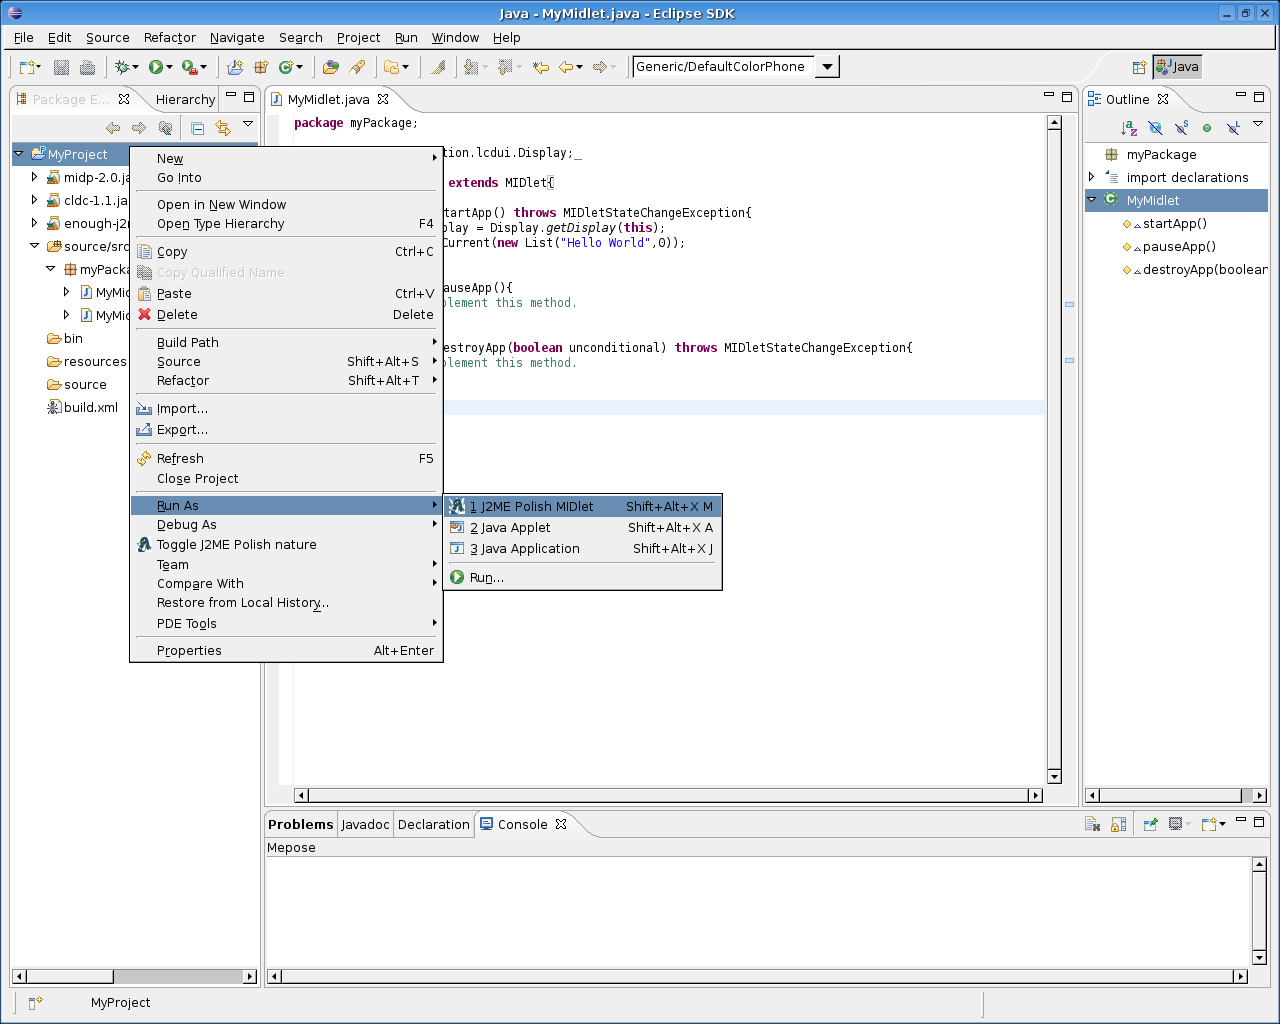 Java - MyMidlet.java - Eclipse SDK
File Edit Source Refactor Navigate Search Project Run Window Help
Generic/DefaultColorPhone
Java
Package E...
Hierarchy
MyProject
midp-2.0.ja
cldc-1.1.ja
enough-j2
source/src
myPacka
MyMid
MyMid
bin
resources
source
build.xml
New
Go Into
Open in New Window
Open Type Hierarchy F4
Copy Ctrl+C
Copy Qualified Name
Paste Ctrl+V
Delete Delete
Build Path
Source Shift+Alt+S
Refactor Shift+Alt+T
Import...
Export...
Refresh F5
Close Project
Run As
Debug As
Toggle J2ME Polish nature
Team
Compare With
Restore from Local History...
PDE Tools
Properties Alt+Enter
1 J2ME Polish MIDlet Shift+Alt+X M
2 Java Applet Shift+Alt+X A
3 Java Application Shift+Alt+X J
Run...
MyMidlet.java
package myPackage;
tion.lcdui.Display;_
extends MIDlet{
tartApp() throws MIDletStateChangeException{
play = Display.getDisplay(this);
Current(new List("Hello World",0));
auseApp(){
plement this method.
estroyApp(boolean unconditional) throws MIDletStateChangeException{
plement this method.
Outline
myPackage
import declarations
MyMidlet
startApp()
pauseApp()
destroyApp(boolean
Problems Javadoc Declaration Console
Mepose
MyProject